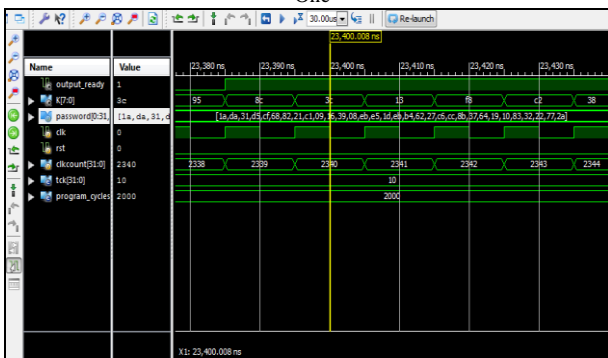 One
30.00us
Re-launch
23,400.008 ns
Name Value
23,380 ns 23,390 ns 23,400 ns 23,410 ns 23,420 ns 23,430 ns
output_ready 1
K[7:0] 3c 95 8c 3c 13 f8 c2 38
password[0:31, [1a,da,31,d [1a,da,31,d5,cf,68,82,21,c1,09,16,39,08,eb,e5,1d,eb,b4,62,27,c6,cc,8b,37,64,19,10,83,32,22,77,2a]
clk 0
rst 0
clkcount[31:0] 2340 2338 2339 2340 2341 2342 2343 2344
tck[31:0] 10 10
program_cycles 2000 2000
X1: 23,400.008 ns